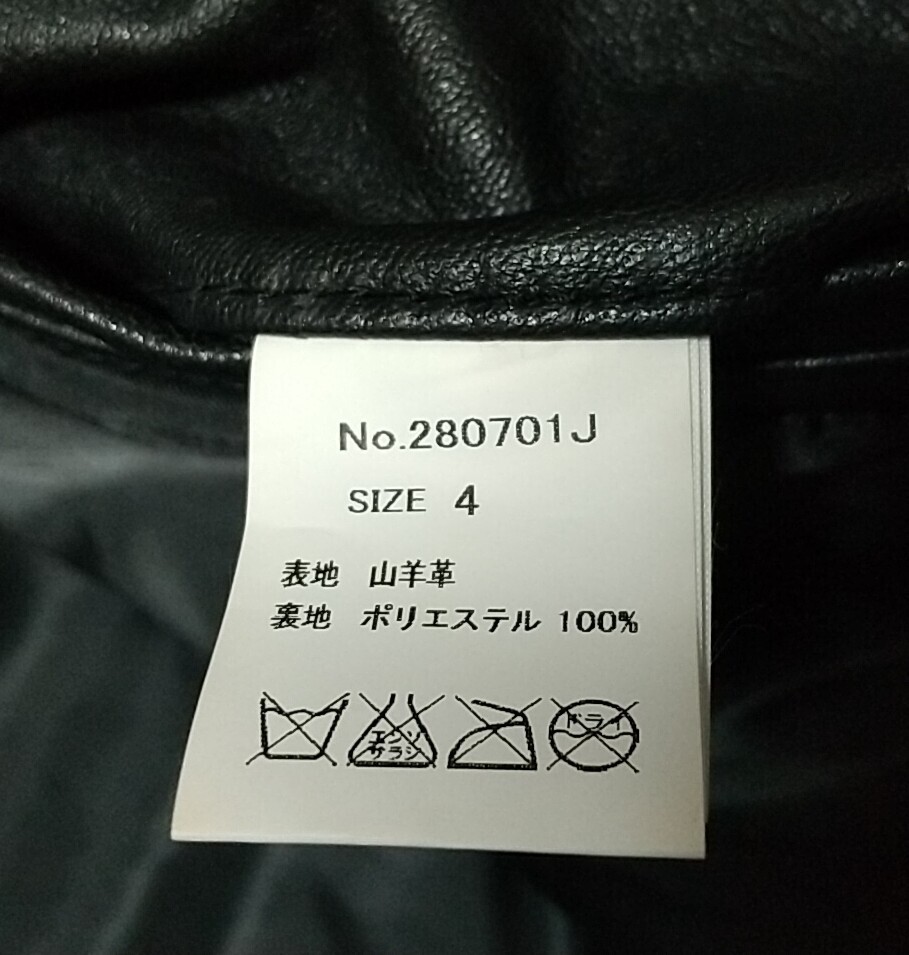 No.280701J
SIZE 4
表地 山羊革
裏地 ポリエステル 100%
エンソ
サラシ
ドライ